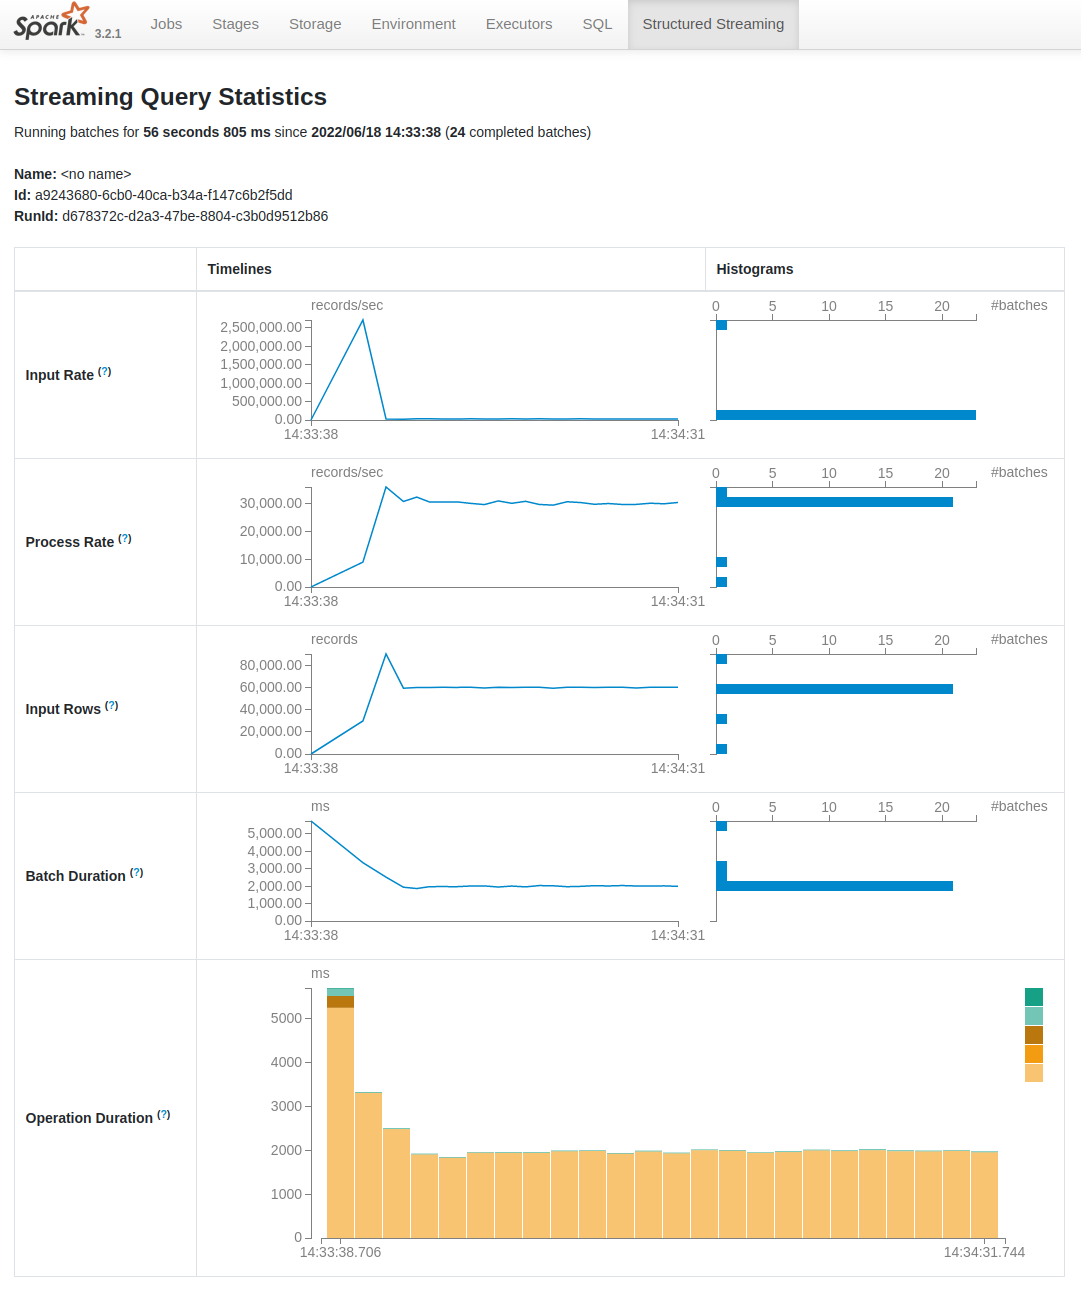 APACHE
Spark 3.2.1 Jobs Stages Storage Environment Executors SQL Structured Streaming
Streaming Query Statistics
Running batches for 56 seconds 805 ms since 2022/06/18 14:33:38 (24 completed batches)
Name: <no name>
Id: a9243680-6cb0-40ca-b34a-f147c6b2f5dd
RunId: d678372c-d2a3-47be-8804-c3b0d9512b86
Timelines Histograms
records/sec 0 5 10 15 20 #batches
2,500,000.00
2,000,000.00
1,500,000.00
Input Rate (?)
1,000,000.00
500,000.00
0.00
14:33:38 14:34:31
records/sec 0 5 10 15 20 #batches
30,000.00
20,000.00
Process Rate (?)
10,000.00
0.00
14:33:38 14:34:31
records 0 5 10 15 20 #batches
80,000.00
60,000.00
Input Rows (?)
40,000.00
20,000.00
0.00
14:33:38 14:34:31
ms 0 5 10 15 20 #batches
5,000.00
4,000.00
3,000.00
Batch Duration (?)
2,000.00
1,000.00
0.00
14:33:38 14:34:31
ms
5000
4000
3000
Operation Duration (?)
2000
1000
0
14:33:38.706 14:34:31.744